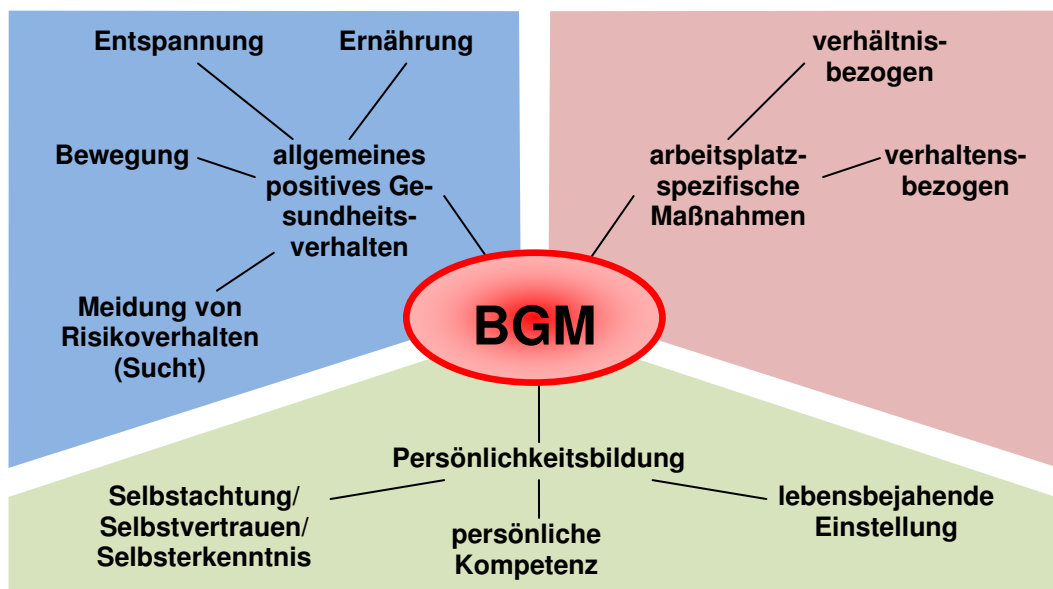 Entspannung
Ernährung
Bewegung
allgemeines
positives Ge-
sundheits-
verhalten
Meidung von
Risikoverhalten
(Sucht)
verhältnis-
bezogen
arbeitsplatz-
spezifische
Maßnahmen
verhaltens-
bezogen
BGM
Persönlichkeitsbildung
Selbstachtung/
Selbstvertrauen/
Selbsterkenntnis
persönliche
Kompetenz
lebensbejahende
Einstellung